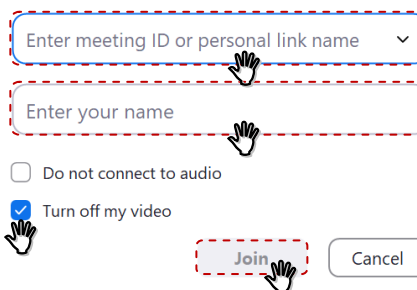 Enter meeting ID or personal link name
Enter your name
Do not connect to audio
Turn off my video
Join Cancel